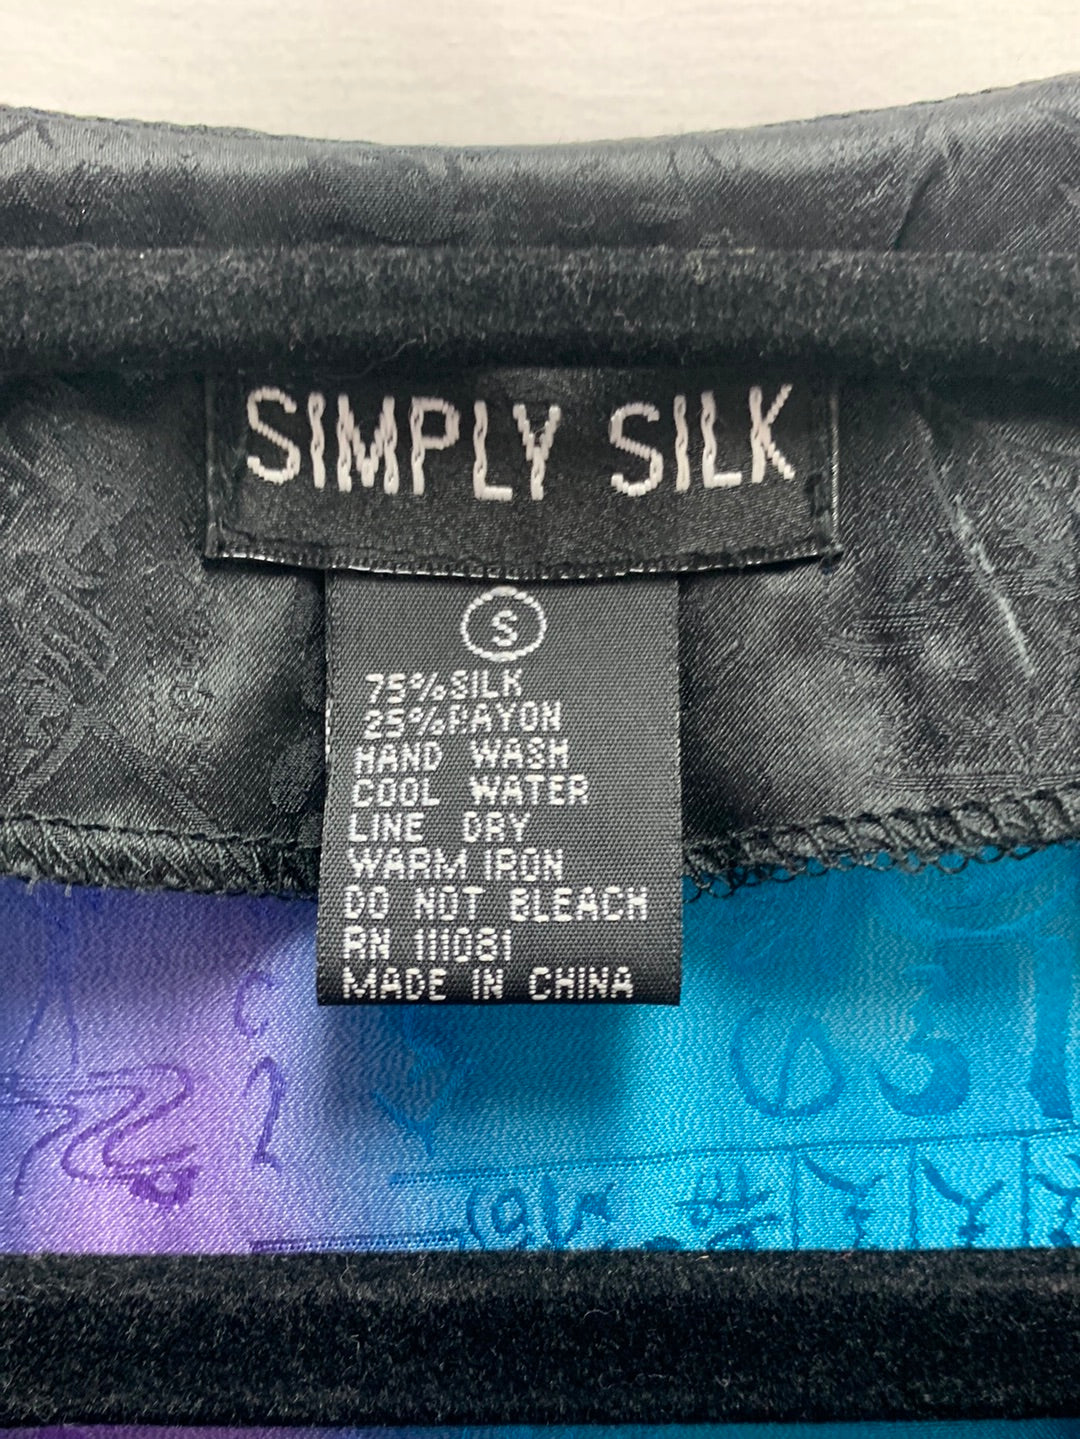 SIMPLY SILK
S
75%SILK
25%RAYON
HAND WASH
COOL WATER
LINE DRY
WARM IRON
DO NOT BLEACH
RN 111081
MADE IN CHINA